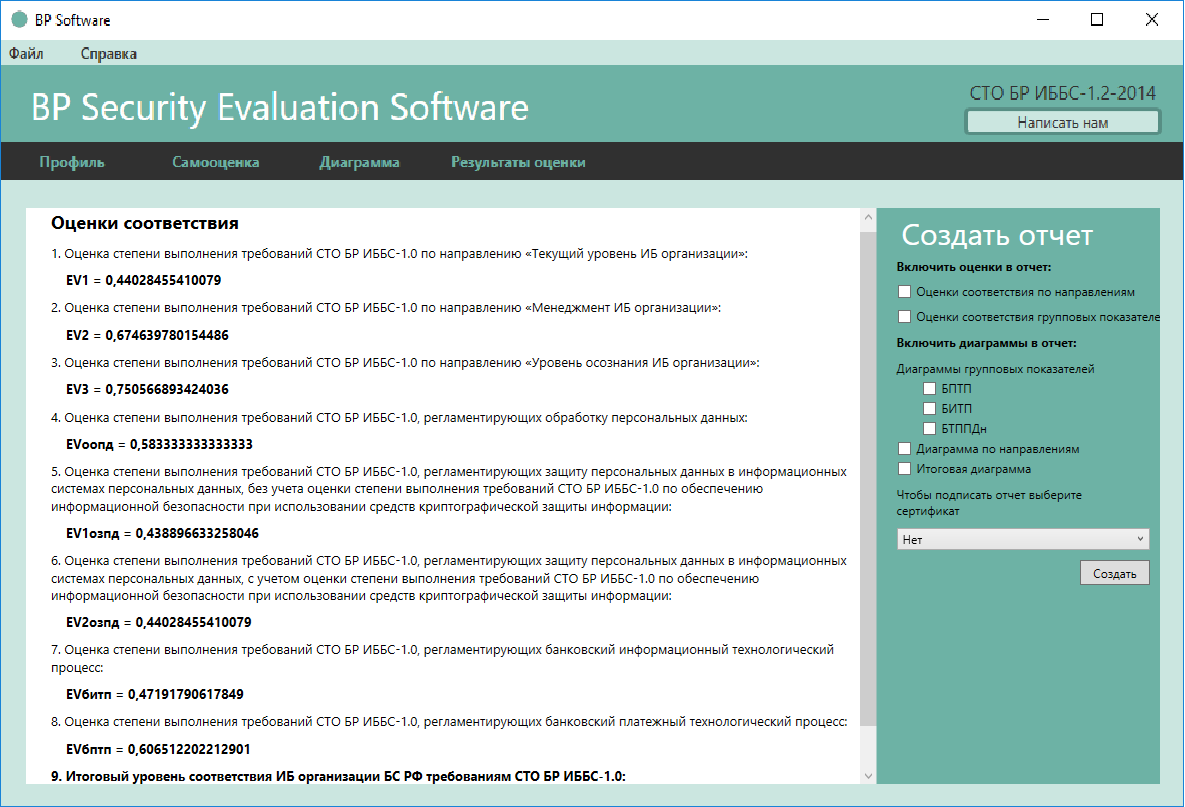 BP Software
Файл Справка
BP Security Evaluation Software
СТО БР ИББС-1.2-2014
Написать нам
Профиль Самооценка Диаграмма Результаты оценки
Оценки соответствия
1. Оценка степени выполнения требований СТО БР ИББС-1.0 по направлению «Текущий уровень ИБ организации»:
EV1 = 0,44028455410079
2. Оценка степени выполнения требований СТО БР ИББС-1.0 по направлению «Менеджмент ИБ организации»:
EV2 = 0,674639780154486
3. Оценка степени выполнения требований СТО БР ИББС-1.0 по направлению «Уровень осознания ИБ организации»:
EV3 = 0,750566893424036
4. Оценка степени выполнения требований СТО БР ИББС-1.0, регламентирующих обработку персональных данных:
EVоопд = 0,583333333333333
5. Оценка степени выполнения требований СТО БР ИББС-1.0, регламентирующих защиту персональных данных в информационных
системах персональных данных, без учета оценки степени выполнения требований СТО БР ИББС-1.0 по обеспечению
информационной безопасности при использовании средств криптографической защиты информации:
EV1озпд = 0,438896633258046
6. Оценка степени выполнения требований СТО БР ИББС-1.0, регламентирующих защиту персональных данных в информационных
системах персональных данных, с учетом оценки степени выполнения требований СТО БР ИББС-1.0 по обеспечению
информационной безопасности при использовании средств криптографической защиты информации:
EV2озпд = 0,44028455410079
7. Оценка степени выполнения требований СТО БР ИББС-1.0, регламентирующих банковский информационный технологический
процесс:
EVбитп = 0,47191790617849
8. Оценка степени выполнения требований СТО БР ИББС-1.0, регламентирующих банковский платежный технологический процесс:
EVбптп = 0,606512202212901
9. Итоговый уровень соответствия ИБ организации БС РФ требованиям СТО БР ИББС-1.0:
Создать отчет
Включить оценки в отчет:
Оценки соответствия по направлениям
Оценки соответствия групповых показателе
Включить диаграммы в отчет:
Диаграммы групповых показателей
БПТП
БИТП
БТППДн
Диаграмма по направлениям
Итоговая диаграмма
Чтобы подписать отчет выберите
сертификат
Нет
Создать